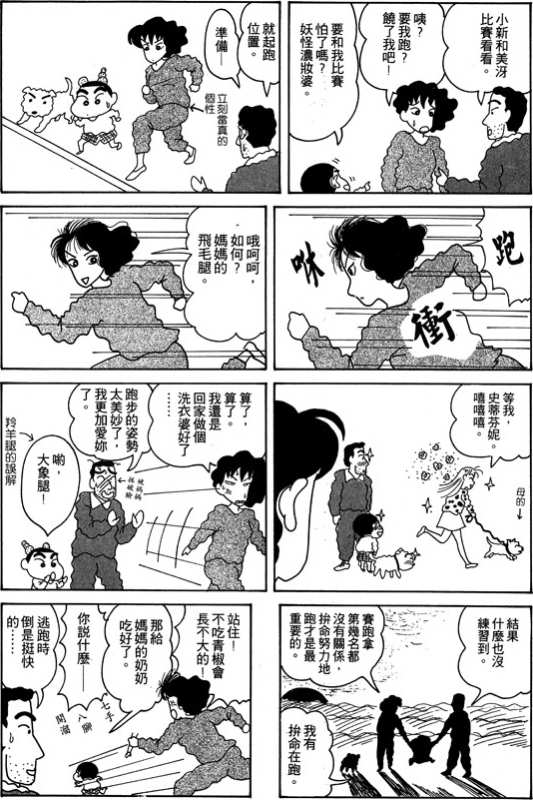 小新和美冴
比賽看看。
咦？
要我跑？
饒了我吧！
要和我比賽
怕了嗎？
妖怪濃妝婆。
就起跑
位置。
準備—
立刻當真的
個性
跑
咻
衝
哦呵呵，
如何？
媽媽的
飛毛腿。
等我，
史蒂芬妮。
嘻嘻嘻。
母的
算了，
算了。
我還是
回家做個
洗衣婆好了
……
跑步的姿勢
太美妙了，
我更加愛妳
了。
喲，
大象腿！
羚羊腿的誤解
結果
什麼也沒
練習到。
賽跑拿
第幾名都
沒有關係，
拚命努力地
跑才是最
重要的。
我有
拚命在跑。
站住！
不吃青椒會
長不大的！
那給
媽媽的奶奶
吃好了。
你說什麼—
七手
八腳
開溜
逃跑時
倒是挺快
的……